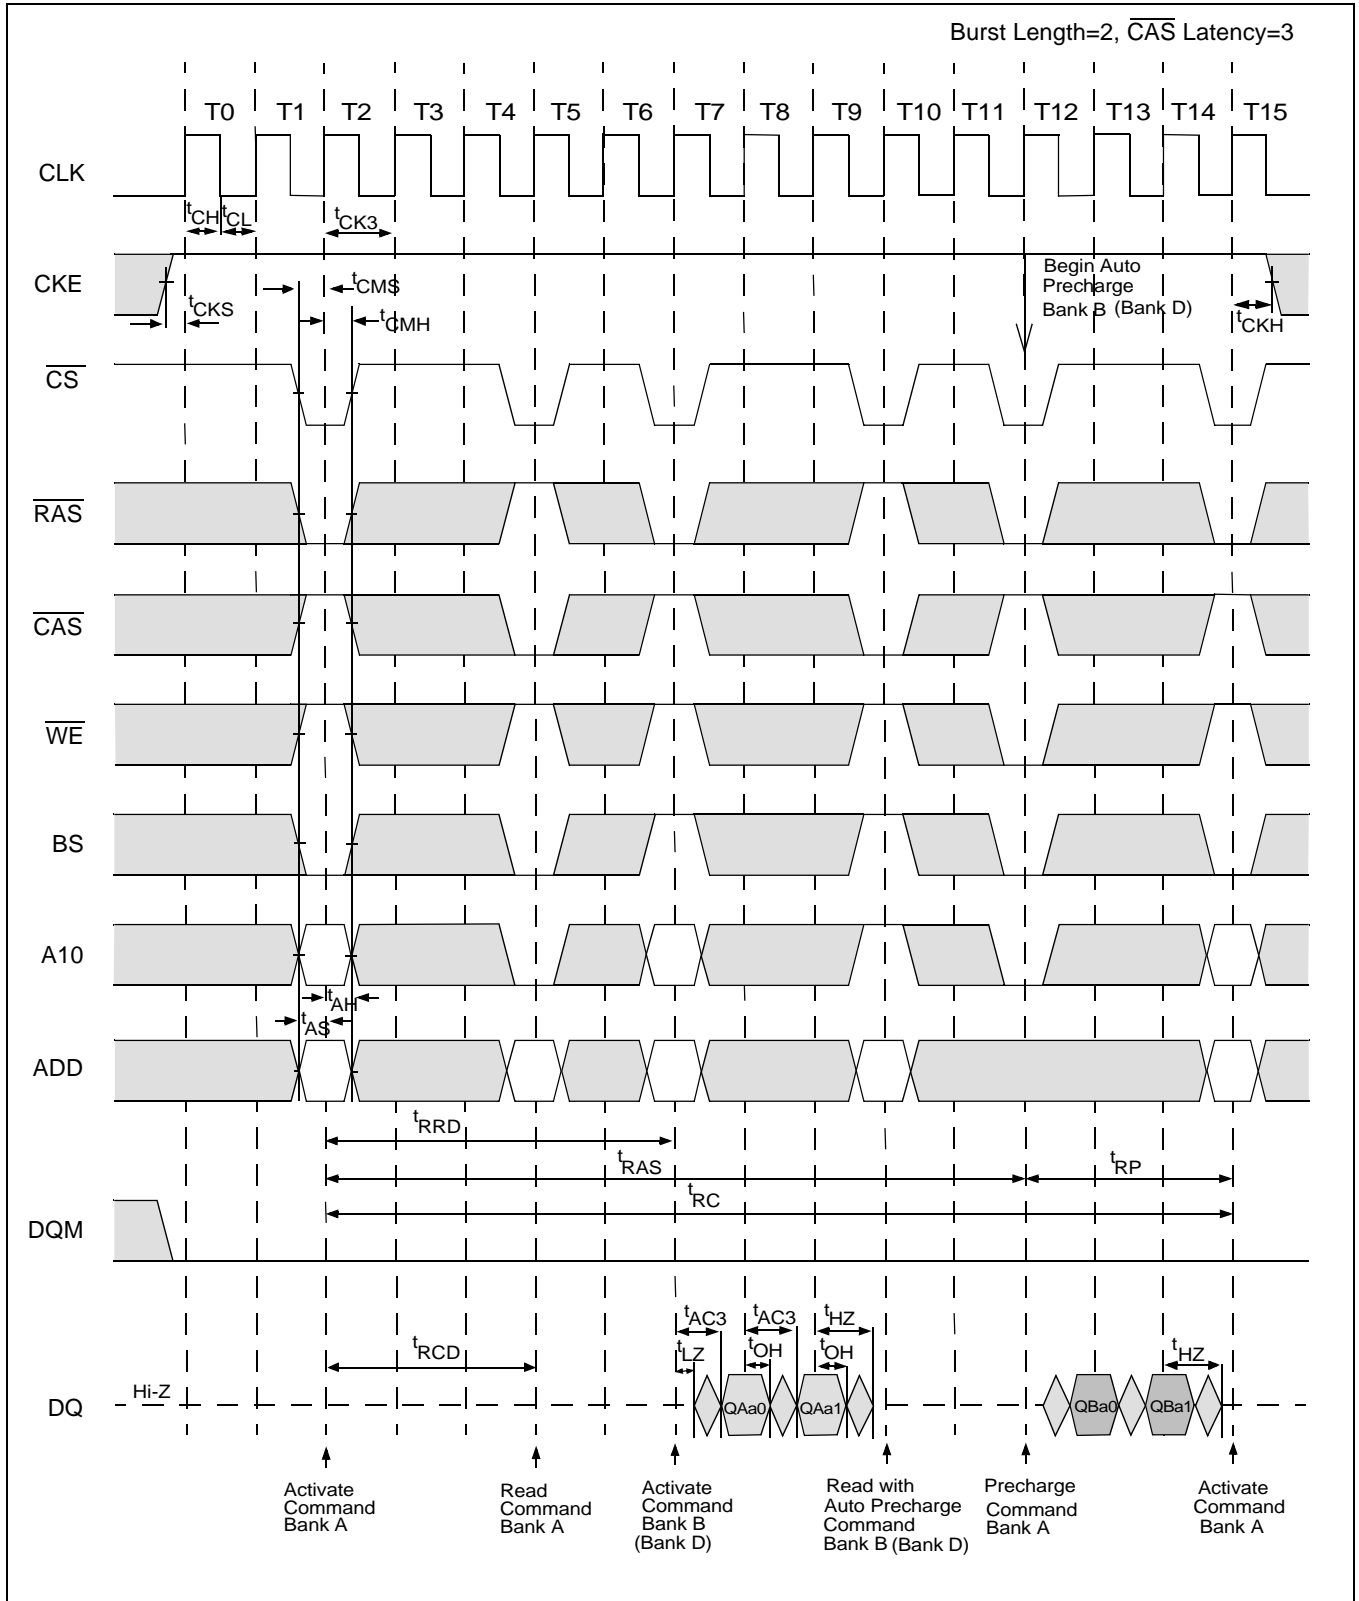 Burst Length=2, CAS Latency=3
T0 T1 T2 T3 T4 T5 T6 T7 T8 T9 T10 T11 T12 T13 T14 T15
CLK
tCH tCL tCK3
CKE
tCKS
tCMS
tCMH
Begin Auto
Precharge
Bank B (Bank D)
tCKH
CS
RAS
CAS
WE
BS
A10
tAH
tAS
ADD
tRRD
tRAS tRP
tRC
DQM
tAC3 tAC3 tHZ
tRCD tLZ tOH tOH tHZ
Hi-Z
DQ
QAa0 QAa1 QBa0 QBa1
Activate
Command
Bank A
Read
Command
Bank A
Activate
Command
Bank B
(Bank D)
Read with
Auto Precharge
Command
Bank B (Bank D)
Precharge
Command
Bank A
Activate
Command
Bank A